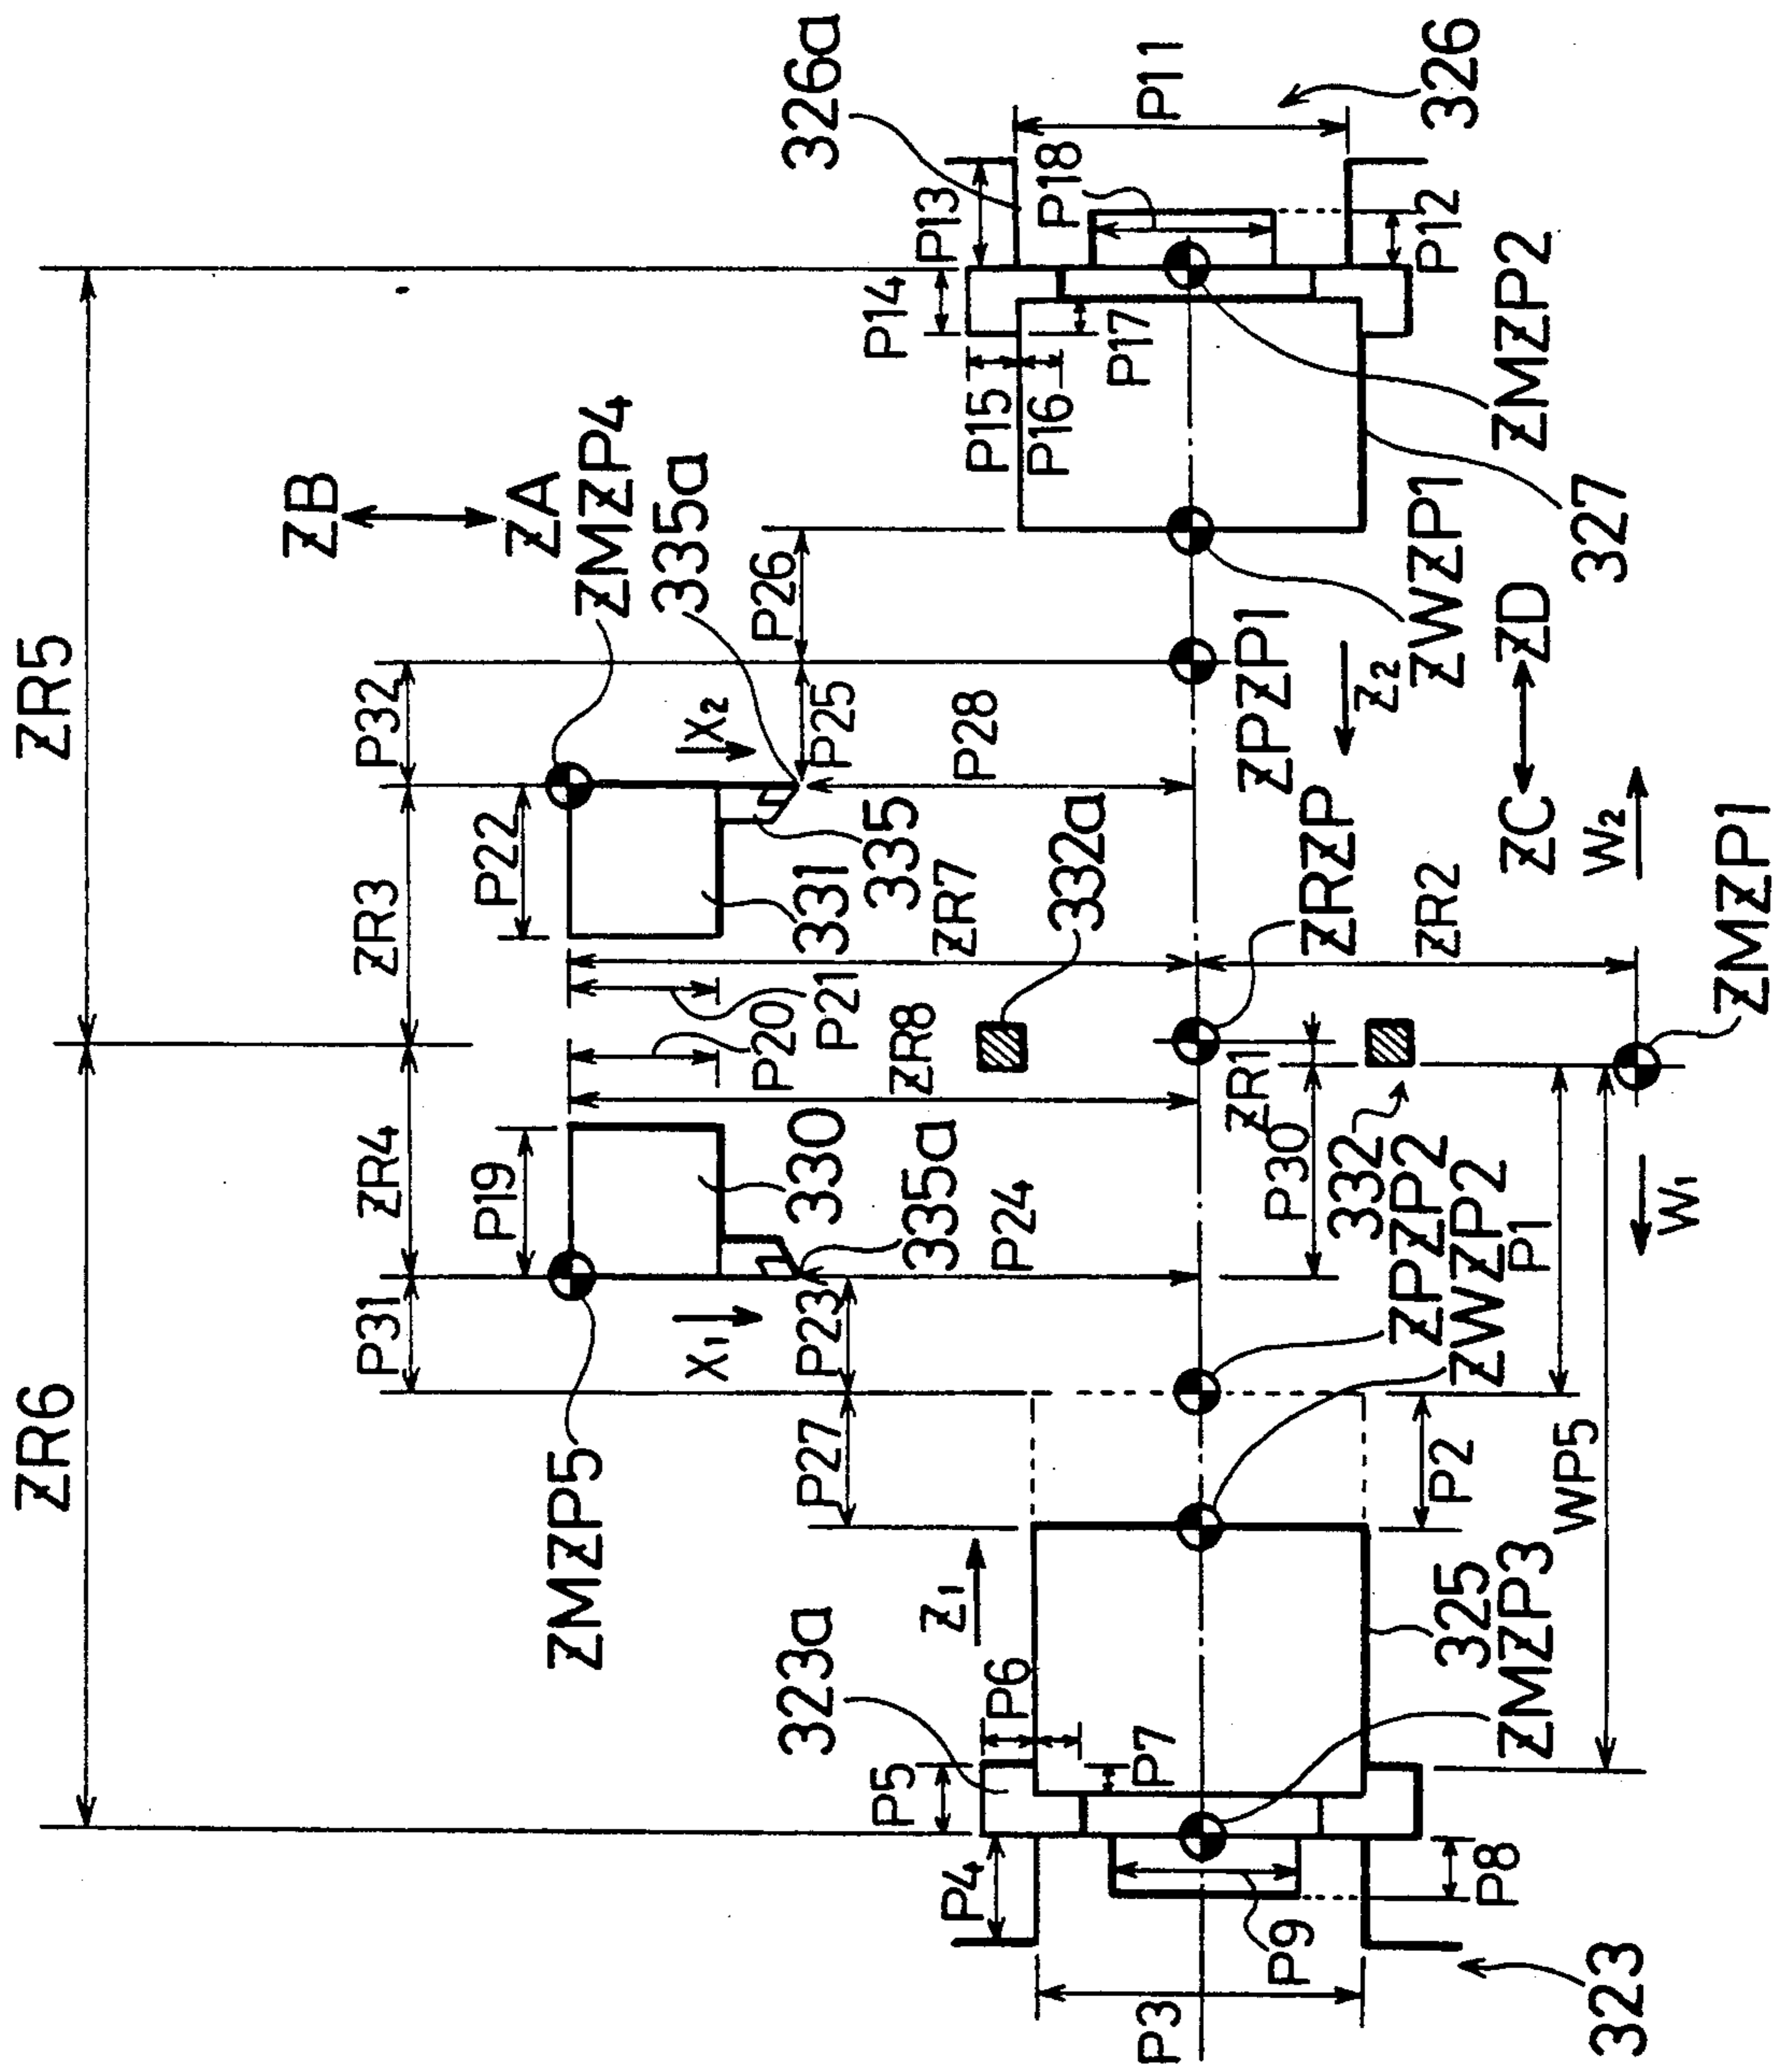 ZR6
ZR5
P31
ZR4
ZR3
P32
P19
P22
ZB
ZA
ZMZP5
ZMZP4
335a
X1
X2
P20
P21
P23
P27
P25
P26
330
331
335
335a
323a
Z1
P24
ZR8
ZR7
P28
332a
326a
P4
P5
P6
P7
P15
P16
P14
P13
P17
P18
P11
P3
P9
P8
P12
ZR1
P30
ZRZP
ZPZP1
332
ZPZP2
ZWZP2
P2
P1
WP5
ZR2
Z2
ZWZP1
ZC
ZD
325
ZMZP3
327
ZMZP2
326
323
W1
W2
ZMZP1